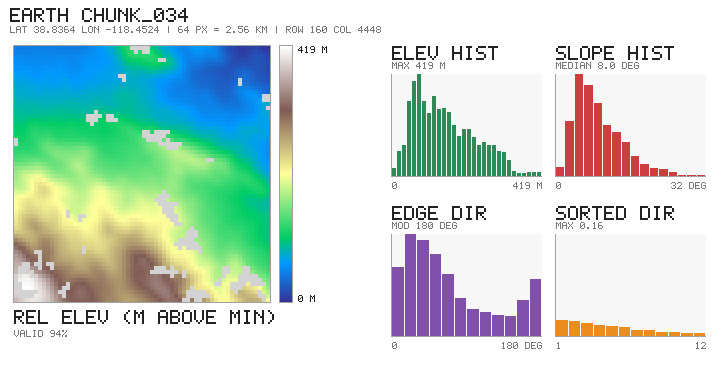 EARTH CHUNK_034
LAT 38.8364 LON -118.4524 | 64 PX = 2.56 KM | ROW 160 COL 4448
419 M
0 M
REL ELEV (M ABOVE MIN)
VALID 94%
ELEV HIST
MAX 419 M
0 419 M
SLOPE HIST
MEDIAN 8.0 DEG
0 32 DEG
EDGE DIR
MOD 180 DEG
0 180 DEG
SORTED DIR
MAX 0.16
1 12